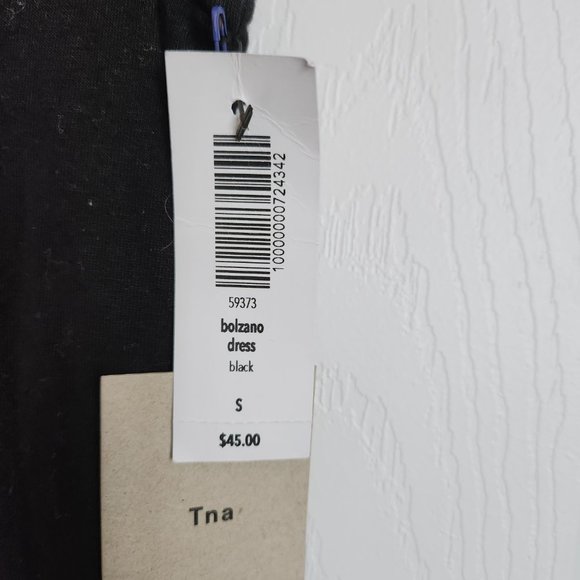 10000000724342
59373
bolzano
dress
black
S
$45.00
Tna